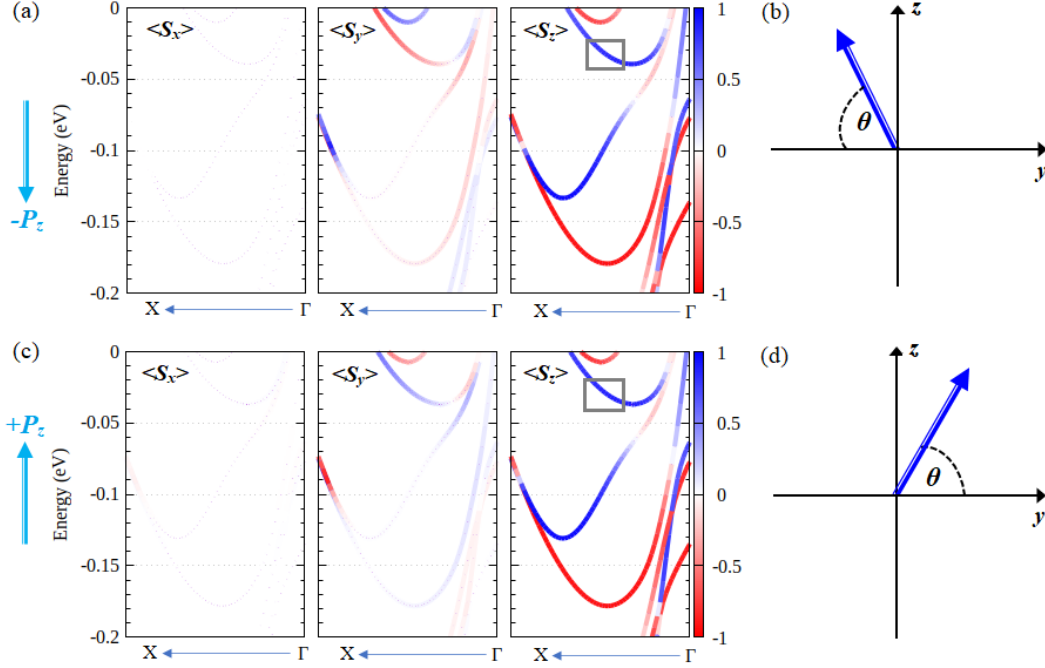 (a)
<Sx> <Sy> <Sz>
0
-0.05
-0.1
-0.15
-0.2
Energy (eV)
-Pz
X Γ X Γ X Γ
1
0.5
0
-0.5
-1
(b)
z
θ
y
(c)
<Sx> <Sy> <Sz>
0
-0.05
-0.1
-0.15
-0.2
Energy (eV)
+Pz
X Γ X Γ X Γ
1
0.5
0
-0.5
-1
(d)
z
θ
y